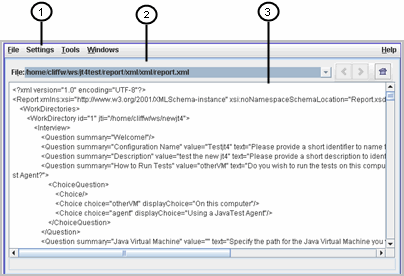 1 2 3
File Settings Tools Windows Help
File: home/cliffw/ws/jt4test/report/xml/xml/report.xml
<?xml version="1.0" encoding="UTF-8"?>
<Report xmlns:xsi="http://www.w3.org/2001/XMLSchema-instance" xsi:noNamespaceSchemaLocation="Report.xsd
<WorkDirectories>
<WorkDirectory id="1" jti="/home/cliffw/ws/newjt4">
<Interview>
<Question summary="Welcome!"/>
<Question summary="Configuration Name" value="Testjt4" text="Please provide a short identifier to name t
<Question summary="Description" value="test the new jt4" text="Please provide a short description to identi
<Question summary="How to Run Tests" value="otherVM" text="Do you wish to run the tests on this compu
st Agent?">
<ChoiceQuestion>
<Choice/>
<Choice choice="otherVM" displayChoice="On this computer"/>
<Choice choice="agent" displayChoice="Using a JavaTest Agent"/>
</ChoiceQuestion>
</Question>
<Question summary="Java Virtual Machine" value="" text="Specify the path for the Java Virtual Machine you